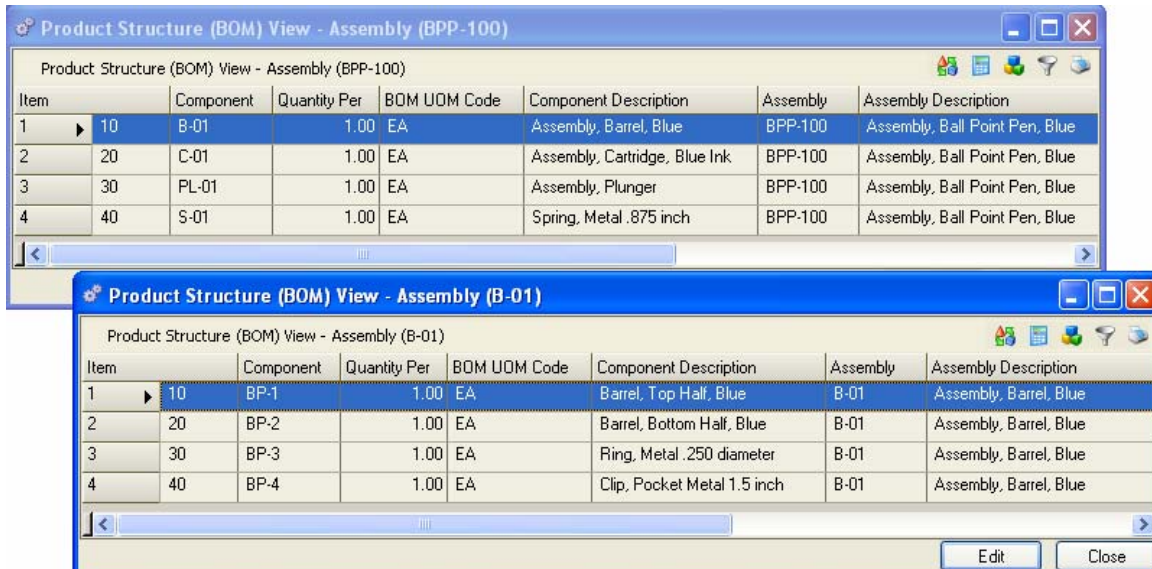 Product Structure (BOM) View - Assembly (BPP-100)
Product Structure (BOM) View - Assembly (BPP-100)
Item Component Quantity Per BOM UOM Code Component Description Assembly Assembly Description
1 10 B-01 1.00 EA Assembly, Barrel, Blue BPP-100 Assembly, Ball Point Pen, Blue
2 20 C-01 1.00 EA Assembly, Cartridge, Blue Ink BPP-100 Assembly, Ball Point Pen, Blue
3 30 PL-01 1.00 EA Assembly, Plunger BPP-100 Assembly, Ball Point Pen, Blue
4 40 S-01 1.00 EA Spring, Metal .875 inch BPP-100 Assembly, Ball Point Pen, Blue
Product Structure (BOM) View - Assembly (B-01)
Product Structure (BOM) View - Assembly (B-01)
Item Component Quantity Per BOM UOM Code Component Description Assembly Assembly Description
1 10 BP-1 1.00 EA Barrel, Top Half, Blue B-01 Assembly, Barrel, Blue
2 20 BP-2 1.00 EA Barrel, Bottom Half, Blue B-01 Assembly, Barrel, Blue
3 30 BP-3 1.00 EA Ring, Metal .250 diameter B-01 Assembly, Barrel, Blue
4 40 BP-4 1.00 EA Clip, Pocket Metal 1.5 inch B-01 Assembly, Barrel, Blue
Edit Close